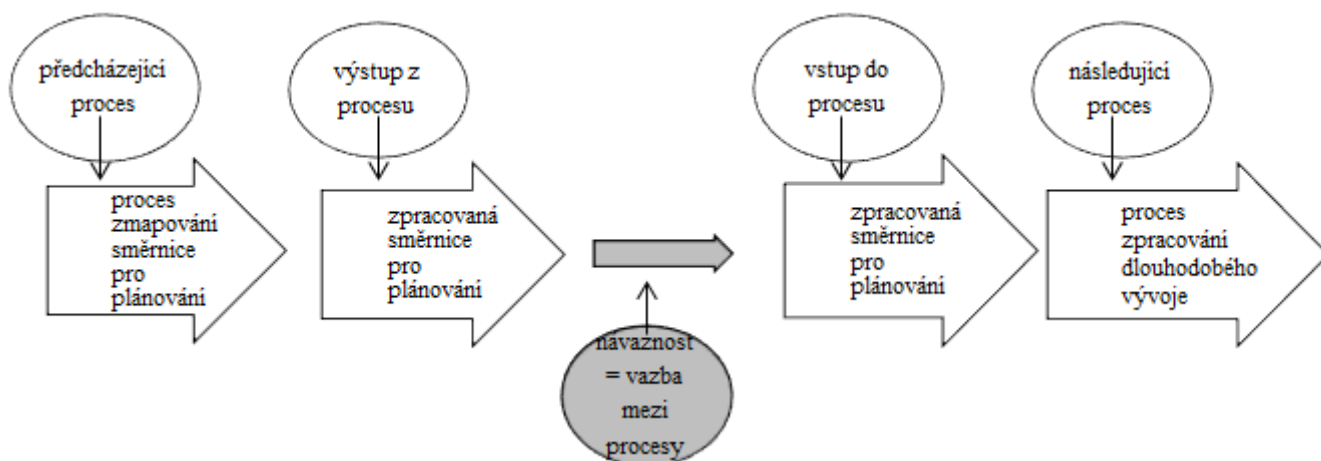 předcházející
proces
výstup z
procesu
vstup do
procesu
následující
proces
proces
zmapování
směrnice
pro
plánování
zpracovaná
směrnice
pro
plánování
zpracovaná
směrnice
pro
plánování
proces
zpracování
dlouhodobého
vývoje
návaznost
= vazba
mezi
procesy